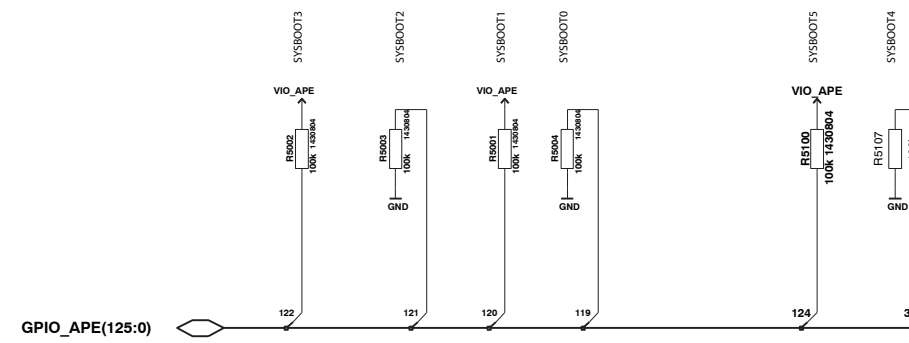 SYSBOOT3
SYSBOOT2
SYSBOOT1
SYSBOOT0
SYSBOOT5
SYSBOOT4
VIO_APE
VIO_APE
VIO_APE
R5002
100k 1430804
R5003
100k 1430804
R5001
100k 1430804
R5004
100k 1430804
R5100
100k 1430804
R5107
GND
GND
GND
122
121
120
119
124
3
GPIO_APE(125:0)